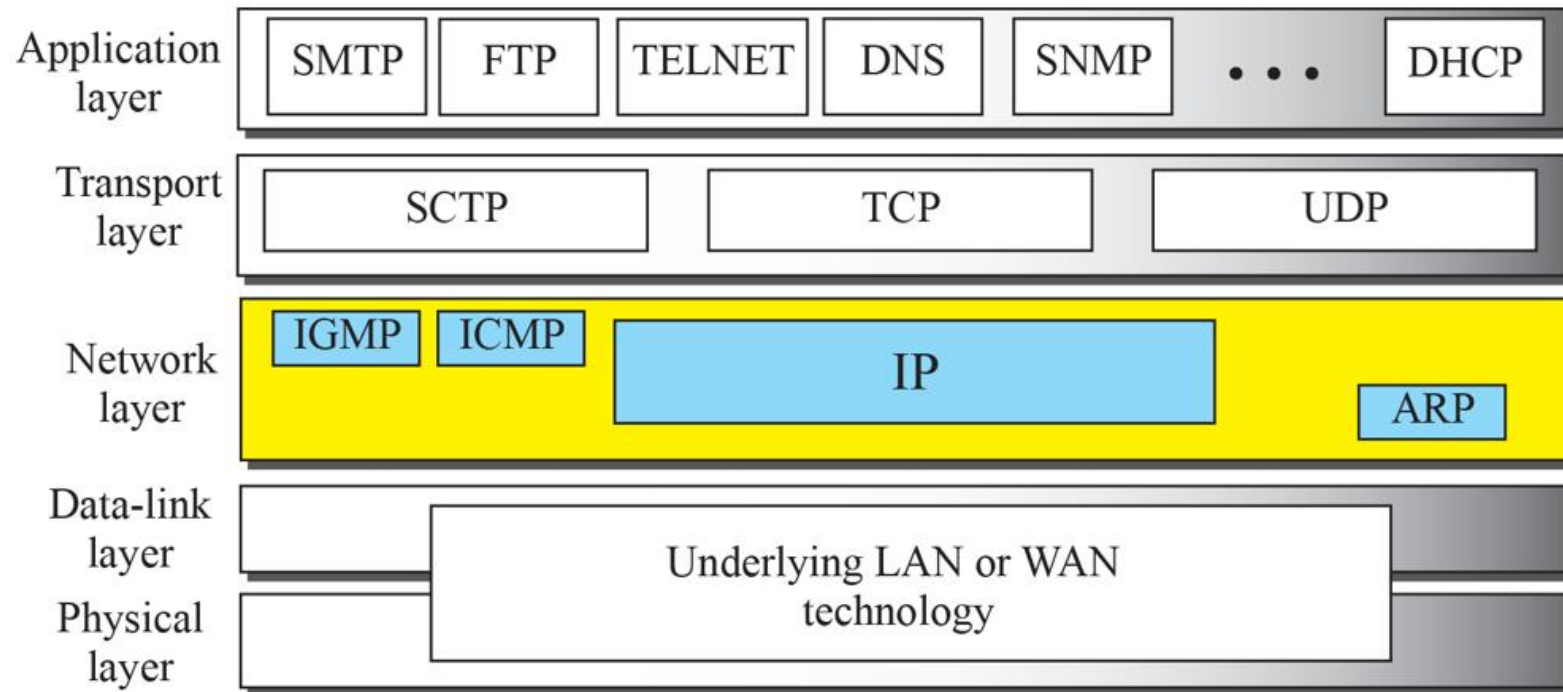 Application
layer
SMTP FTP TELNET DNS SNMP • • • DHCP
Transport
layer
SCTP TCP UDP
Network
layer
IGMP ICMP IP ARP
Data-link
layer
Physical
layer
Underlying LAN or WAN
technology